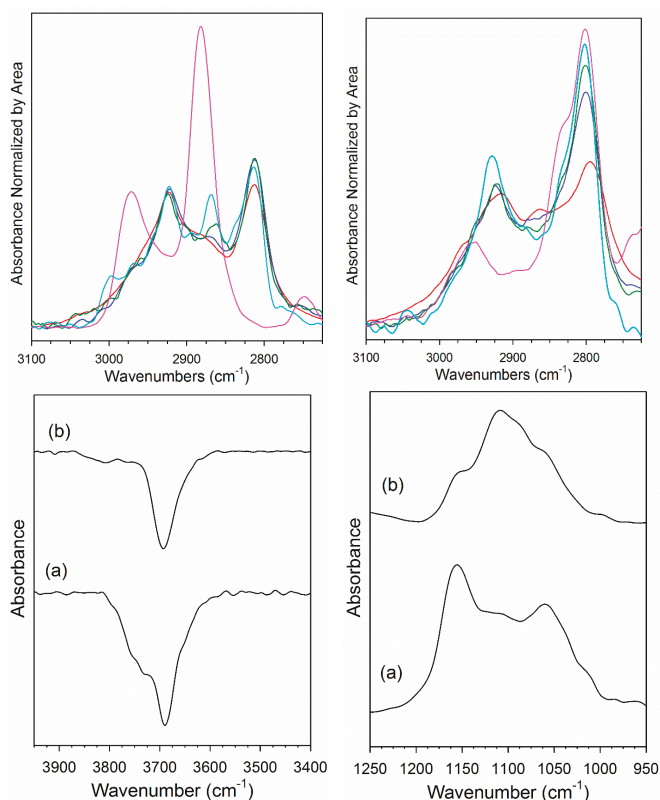 Absorbance Normalized by Area
3100 3000 2900 2800
Wavenumbers (cm-1)
Absorbance Normalized by Area
3100 3000 2900 2800
Wavenumbers (cm-1)
Absorbance
(b)
(a)
3900 3800 3700 3600 3500 3400
Wavenumber (cm-1)
Absorbance
(b)
(a)
1250 1200 1150 1100 1050 1000 950
Wavenumber (cm-1)